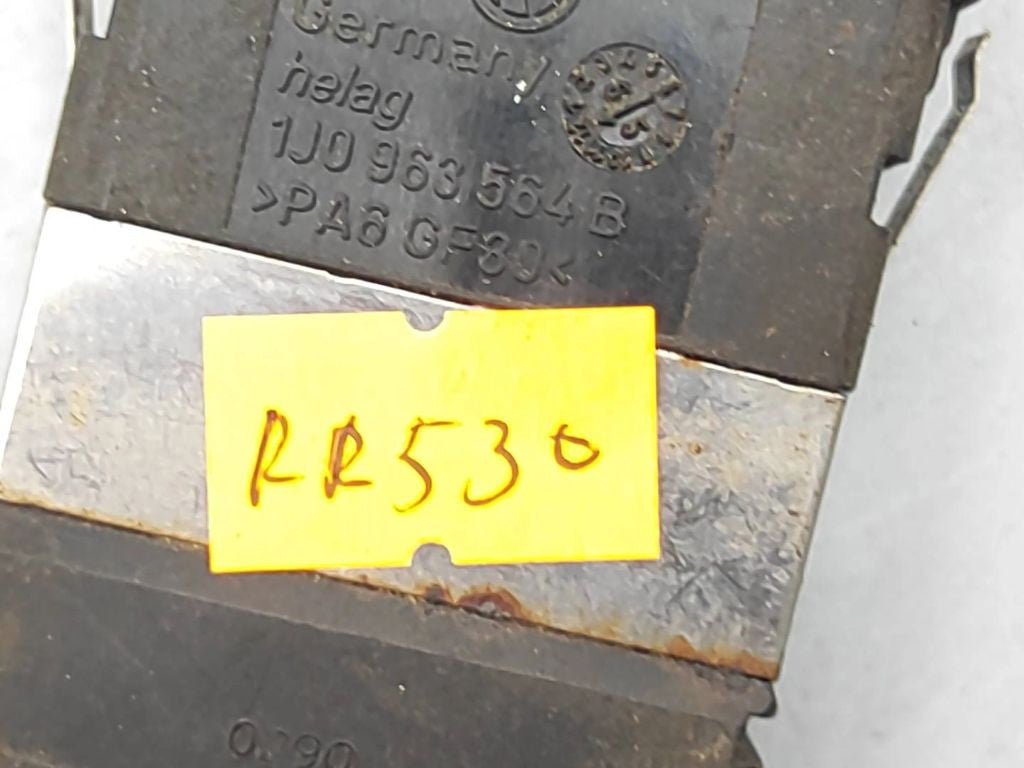 Germany
helag
1J0 963 564 B
>PA6 GF30<
RR530